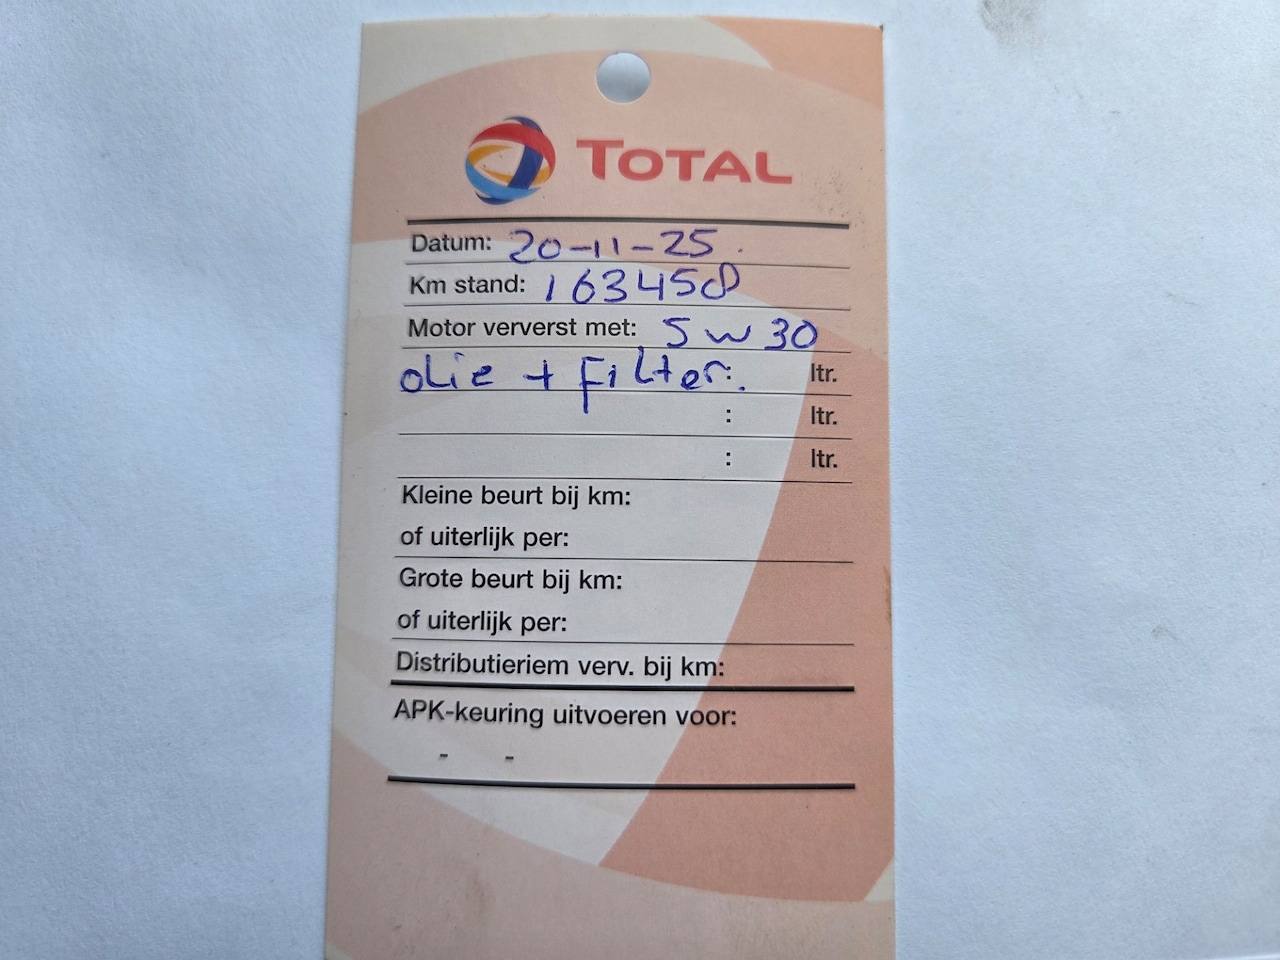 TOTAL
Datum: 20-11-25.
Km stand: 163458
Motor ververst met: 5w30
olie + filter. : ltr.
: ltr.
: ltr.
Kleine beurt bij km:
of uiterlijk per:
Grote beurt bij km:
of uiterlijk per:
Distributieriem verv. bij km:
APK-keuring uitvoeren voor:
- -